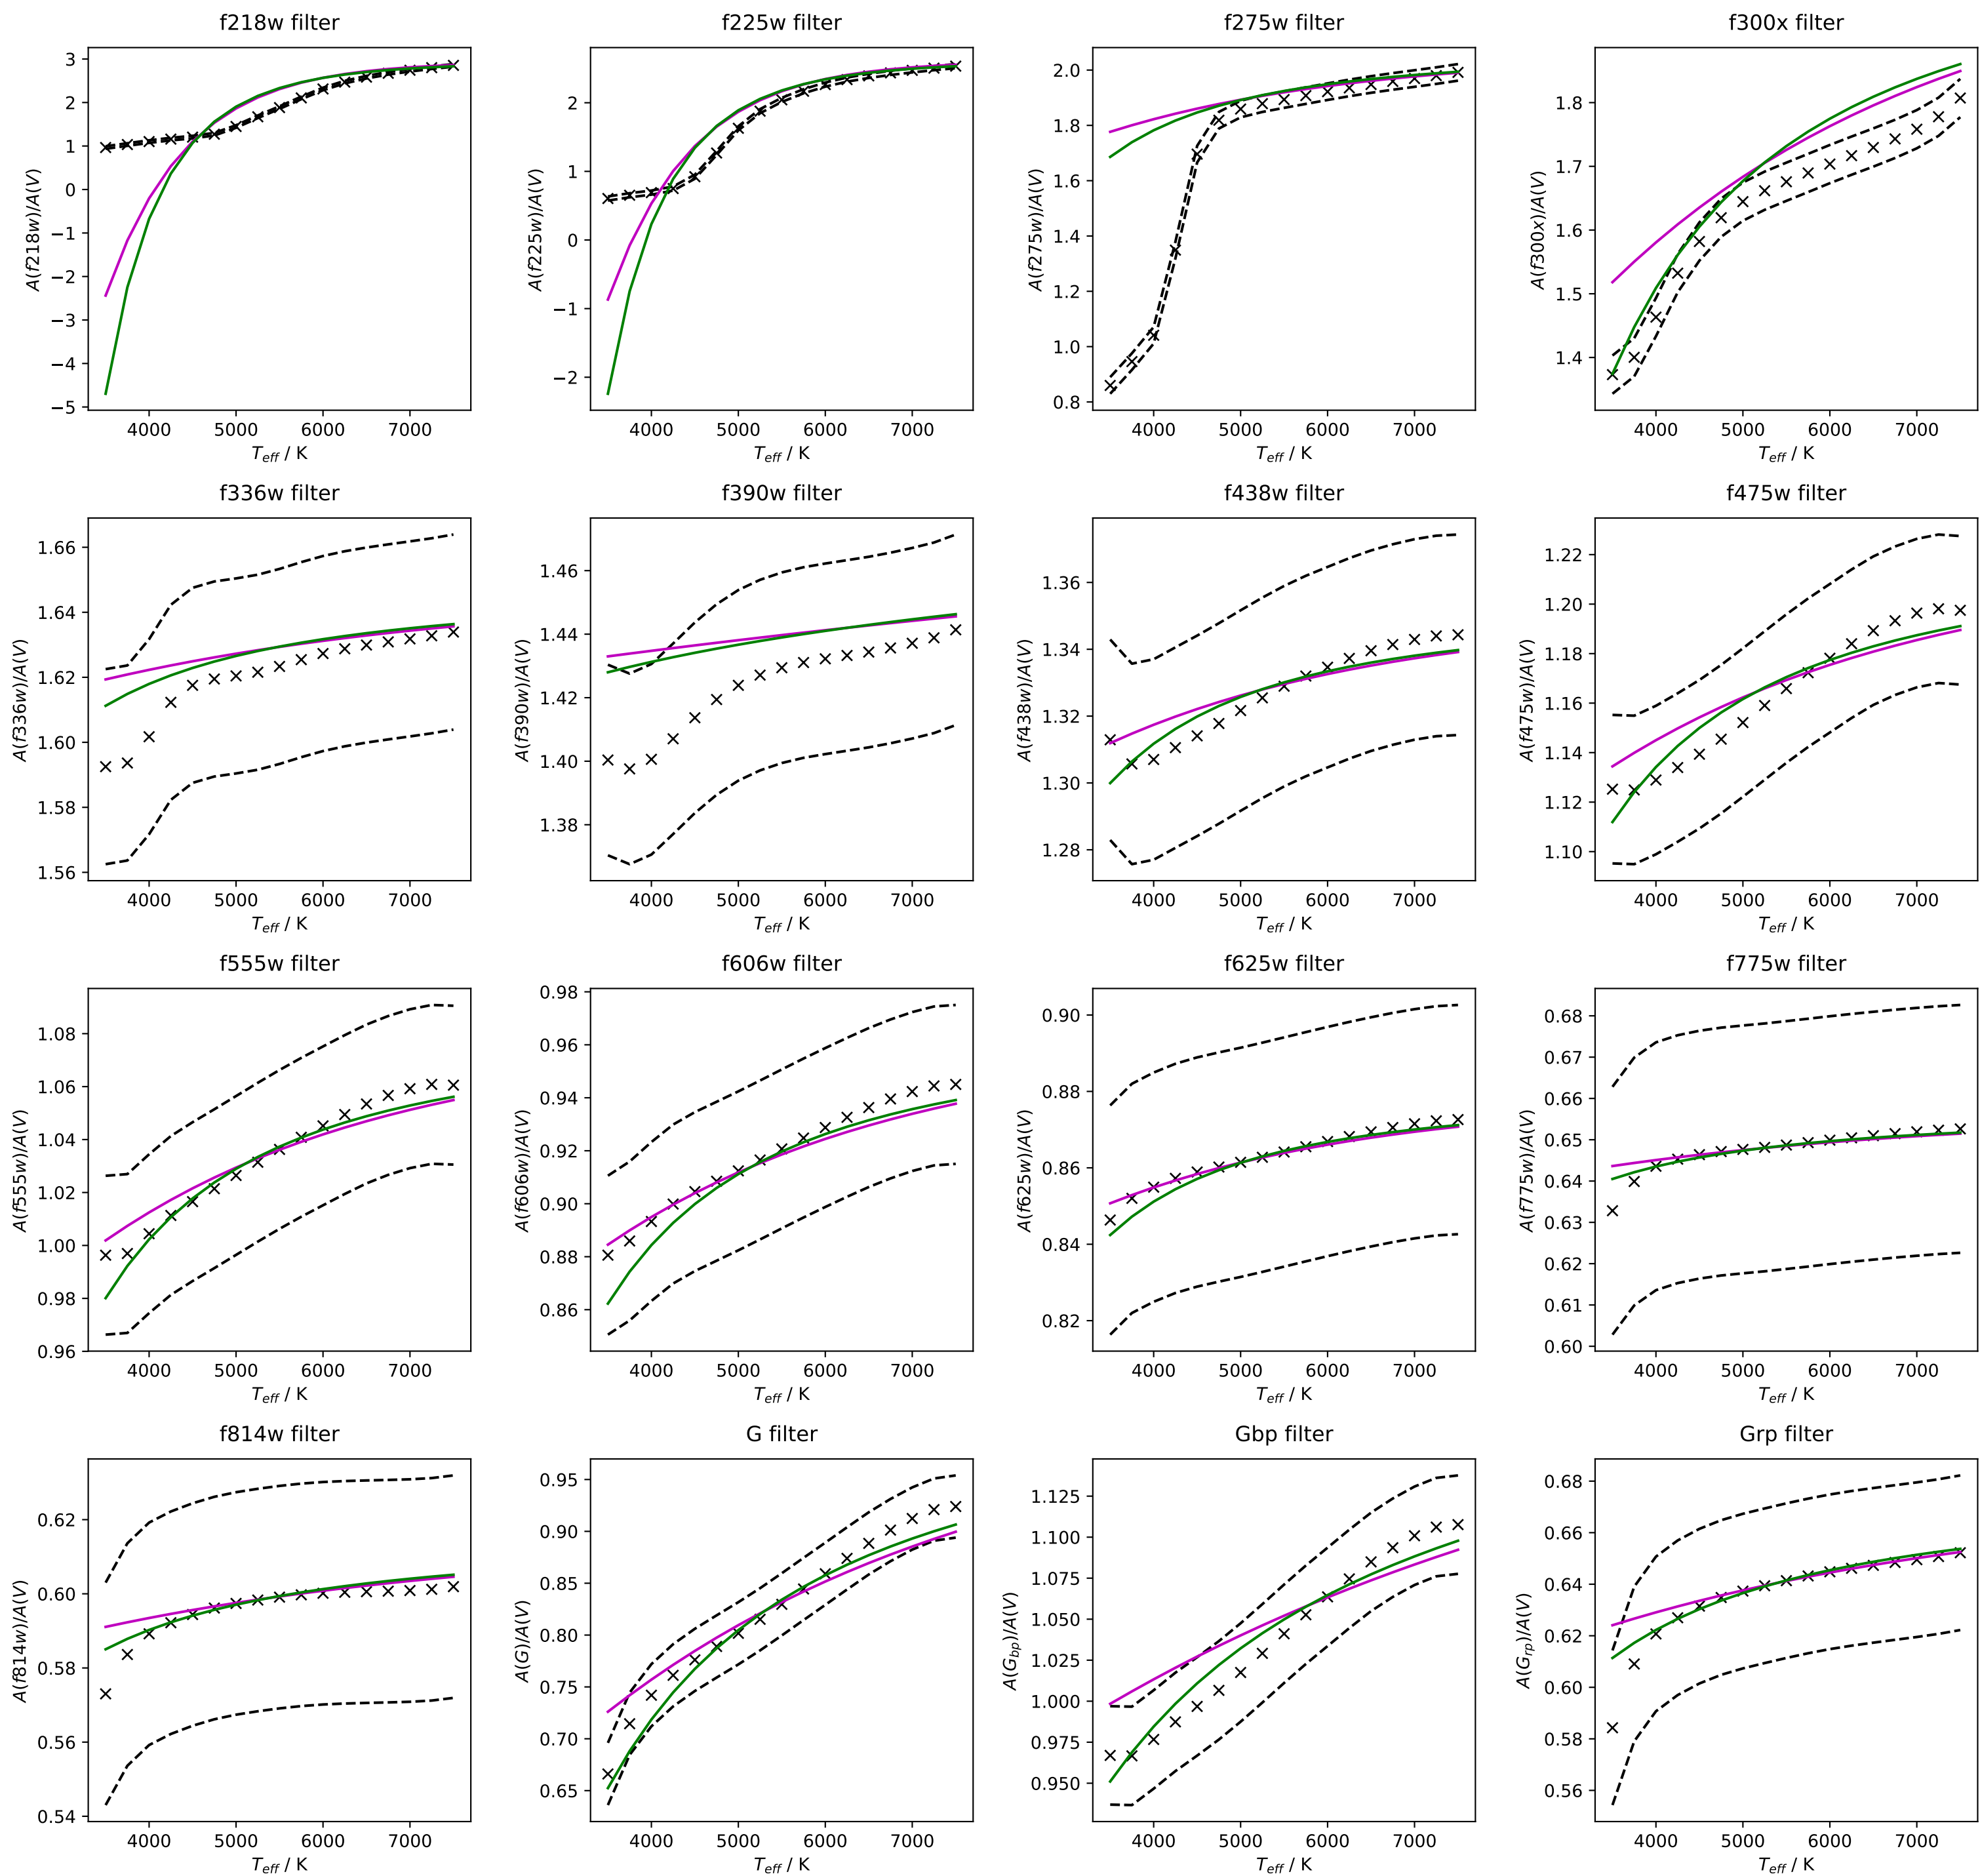 f218w filter
3
2
1
0
−1
−2
−3
−4
−5
A(f218w)/A(V)
4000 5000 6000 7000
T_eff / K
f225w filter
2
1
0
−1
−2
A(f225w)/A(V)
4000 5000 6000 7000
T_eff / K
f275w filter
2.0
1.8
1.6
1.4
1.2
1.0
0.8
A(f275w)/A(V)
4000 5000 6000 7000
T_eff / K
f300x filter
1.8
1.7
1.6
1.5
1.4
A(f300x)/A(V)
4000 5000 6000 7000
T_eff / K
f336w filter
1.66
1.64
1.62
1.60
1.58
1.56
A(f336w)/A(V)
4000 5000 6000 7000
T_eff / K
f390w filter
1.46
1.44
1.42
1.40
1.38
A(f390w)/A(V)
4000 5000 6000 7000
T_eff / K
f438w filter
1.36
1.34
1.32
1.30
1.28
A(f438w)/A(V)
4000 5000 6000 7000
T_eff / K
f475w filter
1.22
1.20
1.18
1.16
1.14
1.12
1.10
A(f475w)/A(V)
4000 5000 6000 7000
T_eff / K
f555w filter
1.08
1.06
1.04
1.02
1.00
0.98
0.96
A(f555w)/A(V)
4000 5000 6000 7000
T_eff / K
f606w filter
0.98
0.96
0.94
0.92
0.90
0.88
0.86
A(f606w)/A(V)
4000 5000 6000 7000
T_eff / K
f625w filter
0.90
0.88
0.86
0.84
0.82
A(f625w)/A(V)
4000 5000 6000 7000
T_eff / K
f775w filter
0.68
0.67
0.66
0.65
0.64
0.63
0.62
0.61
0.60
A(f775w)/A(V)
4000 5000 6000 7000
T_eff / K
f814w filter
0.62
0.60
0.58
0.56
0.54
A(f814w)/A(V)
4000 5000 6000 7000
T_eff / K
G filter
0.95
0.90
0.85
0.80
0.75
0.70
0.65
A(G)/A(V)
4000 5000 6000 7000
T_eff / K
Gbp filter
1.125
1.100
1.075
1.050
1.025
1.000
0.975
0.950
A(G_bp)/A(V)
4000 5000 6000 7000
T_eff / K
Grp filter
0.68
0.66
0.64
0.62
0.60
0.58
0.56
A(G_rp)/A(V)
4000 5000 6000 7000
T_eff / K